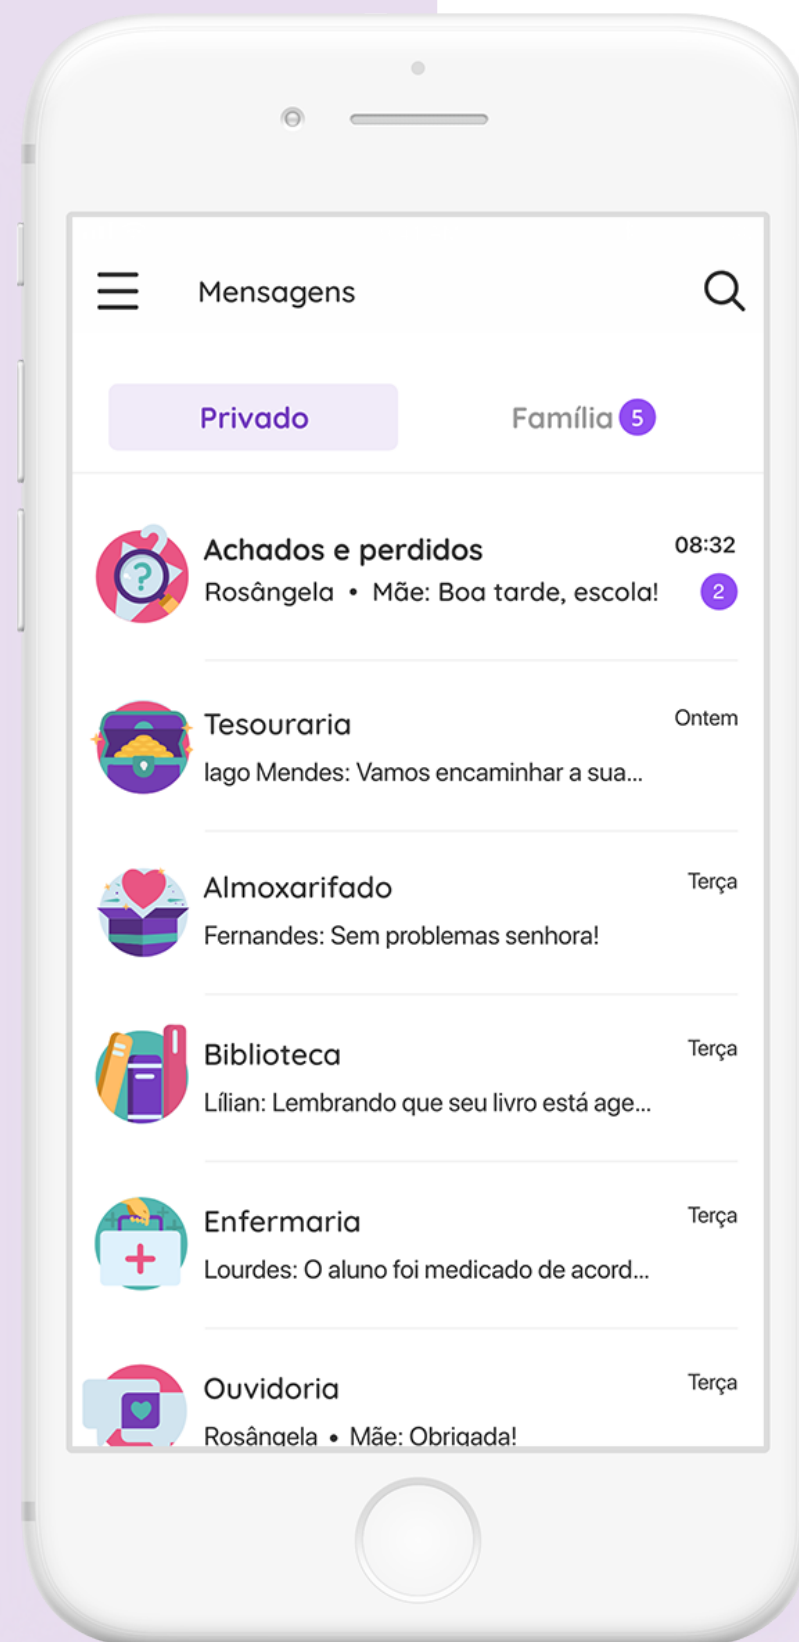 Mensagens
Privado
Família 5
Achados e perdidos 08:32
Rosângela • Mãe: Boa tarde, escola! 2
Tesouraria Ontem
Iago Mendes: Vamos encaminhar a sua...
Almoxarifado Terça
Fernandes: Sem problemas senhora!
Biblioteca Terça
Lílian: Lembrando que seu livro está age...
Enfermaria Terça
Lourdes: O aluno foi medicado de acord...
Ouvidoria Terça
Rosângela • Mãe: Obrigada!